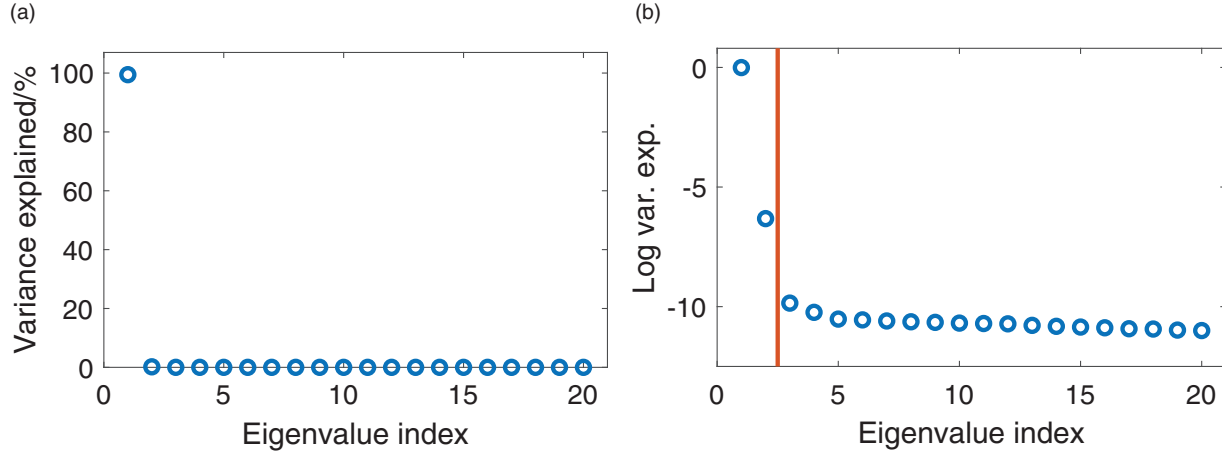 (a)
Variance explained/%
100
80
60
40
20
0
0 5 10 15 20
Eigenvalue index
(b)
Log var. exp.
0
-5
-10
0 5 10 15 20
Eigenvalue index